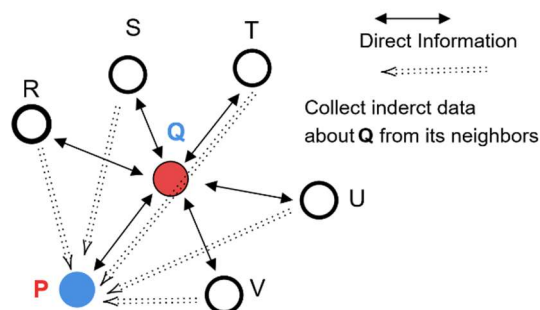 S
T
R
Q
U
P
V
Direct Information
Collect inderct data
about Q from its neighbors